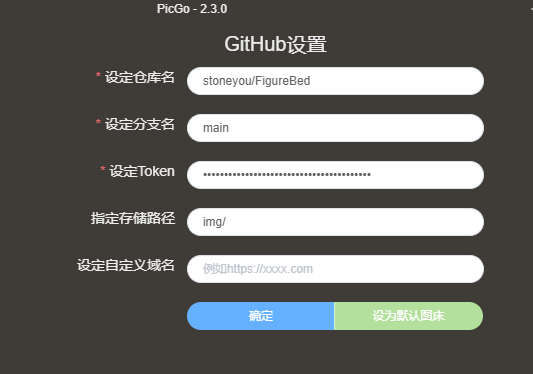 PicGo - 2.3.0
GitHub设置
* 设定仓库名 stoneyou/FigureBed
* 设定分支名 main
* 设定Token ••••••••••••••••••••••••••••••••••••••••
指定存储路径 img/
设定自定义域名 例如https://xxxx.com
确定 设为默认图床